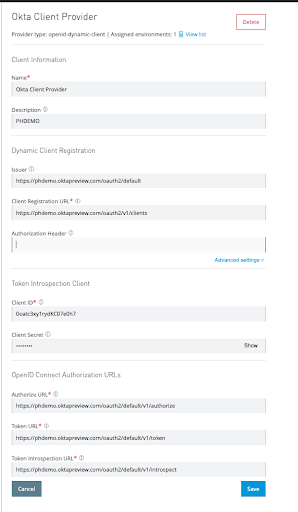 Okta Client Provider
Delete
Provider type: openid-dynamic-client | Assigned environments: 1 View list
Client Information
Name*
Okta Client Provider
Description
PHDEMO
Dynamic Client Registration
Issuer
https://phdemo.oktapreview.com/oauth2/default
Client Registration URL*
https://phdemo.oktapreview.com/oauth2/v1/clients
Authorization Header
Advanced settings
Token Introspection Client
Client ID*
0oatc3xy1rydKC07e0h7
Client Secret
•••••••• Show
OpenID Connect Authorization URLs
Authorize URL*
https://phdemo.oktapreview.com/oauth2/default/v1/authorize
Token URL*
https://phdemo.oktapreview.com/oauth2/default/v1/token
Token Introspection URL*
https://phdemo.oktapreview.com/oauth2/default/v1/introspect
Cancel Save